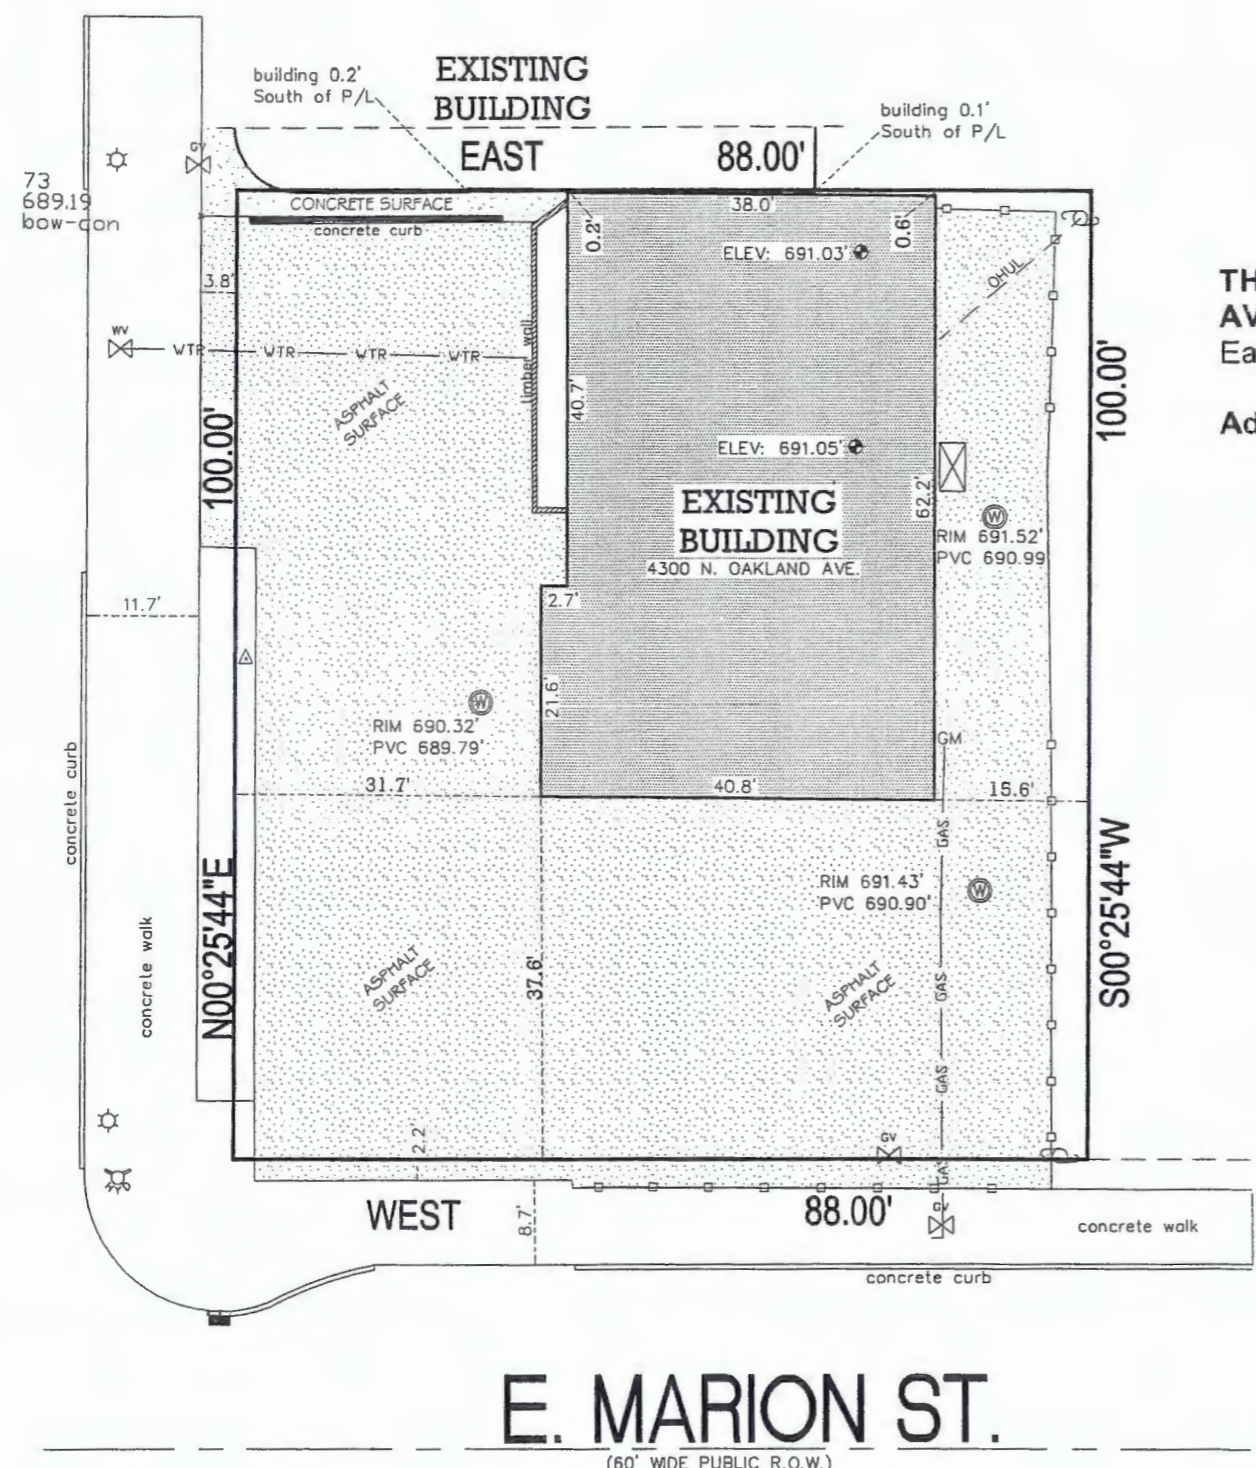 EXISTING
BUILDING
building 0.2'
South of P/L
building 0.1'
South of P/L
EAST 88.00'
GV
73
689.19
bow-con
CONCRETE SURFACE
concrete curb
38.0'
0.2'
0.6'
ELEV: 691.03'
OHUL
3.8'
TH
AV
Ea
Ad
WV
WTR WTR WTR WTR
timber wall
ASPHALT
SURFACE
40.7'
100.00'
100.00'
ELEV: 691.05'
62.2'
EXISTING
BUILDING
4300 N. OAKLAND AVE.
W
RIM 691.52'
PVC 690.99
11.7'
2.7'
21.6'
W
RIM 690.32'
PVC 689.79'
GM
31.7'
40.8'
15.6'
concrete curb
GAS
N00°25'44"E
S00°25'44"W
RIM 691.43'
PVC 690.90'
W
concrete walk
ASPHALT
SURFACE
37.6'
ASPHALT
SURFACE
GAS
GAS
2.2
GV
GAS
WEST 88.00'
8.7'
GV
concrete walk
concrete curb
E. MARION ST.
(60' WIDE PUBLIC R.O.W.)